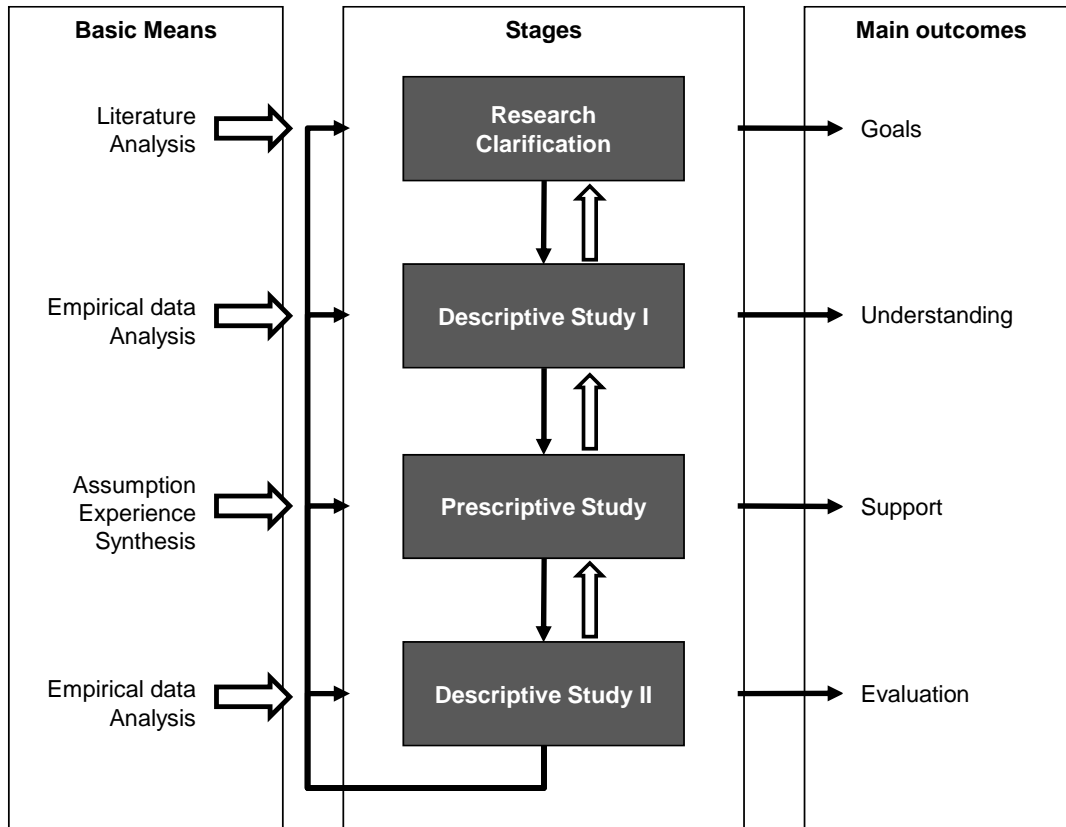 Basic Means
Stages
Main outcomes
Literature
Analysis
Research
Clarification
Goals
Empirical data
Analysis
Descriptive Study I
Understanding
Assumption
Experience
Synthesis
Prescriptive Study
Support
Empirical data
Analysis
Descriptive Study II
Evaluation